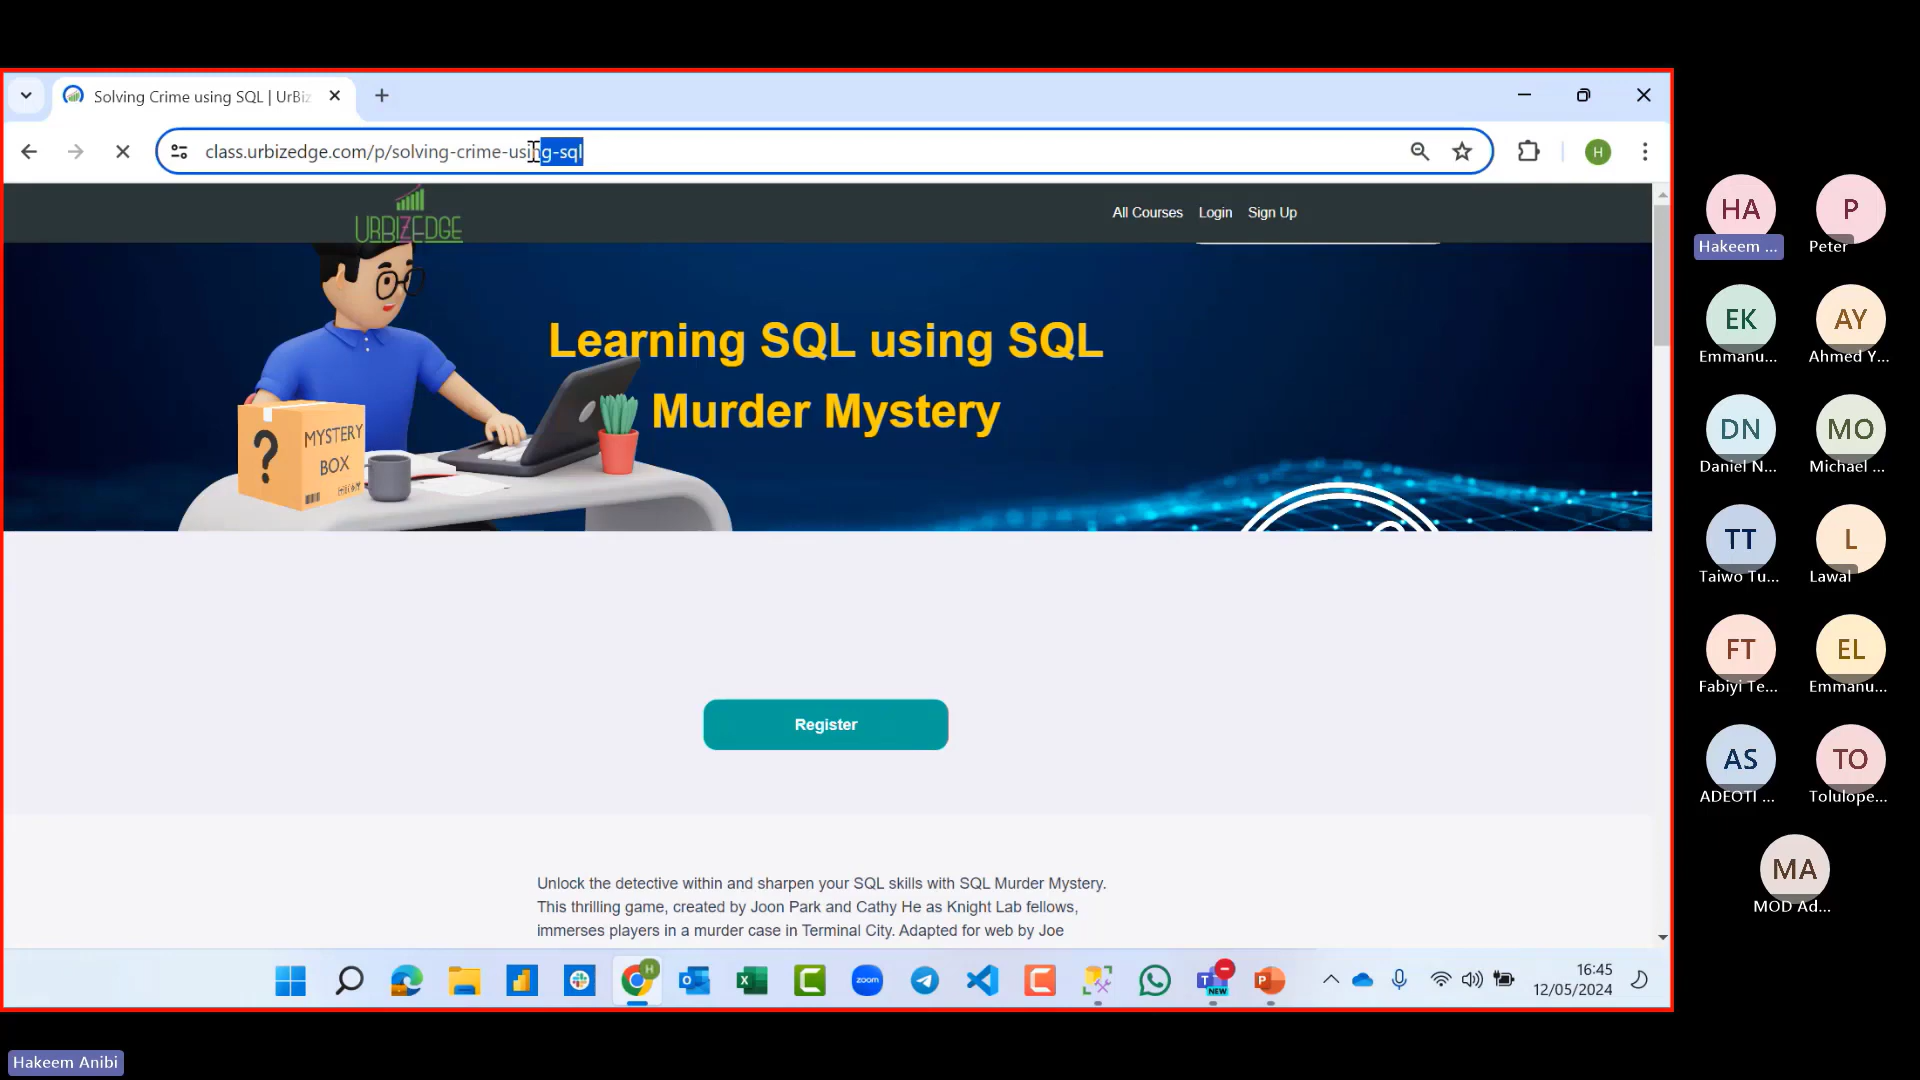 Solving Crime using SQL | UrBiz
class.urbizedge.com/p/solving-crime-using-sql
H
URBIZEDGE
All Courses
Login
Sign Up
Learning SQL using SQL
Murder Mystery
?
MYSTERY
BOX
Register
Unlock the detective within and sharpen your SQL skills with SQL Murder Mystery.
This thrilling game, created by Joon Park and Cathy He as Knight Lab fellows,
immerses players in a murder case in Terminal City. Adapted for web by Joe
H
zoom
NEW
16:45
12/05/2024
HA
Hakeem ...
P
Peter
EK
Emmanu...
AY
Ahmed Y...
DN
Daniel N...
MO
Michael ...
TT
Taiwo Tu...
L
Lawal
FT
Fabiyi Te...
EL
Emmanu...
AS
ADEOTI ...
TO
Tolulope...
MA
MOD Ad...
Hakeem Anibi